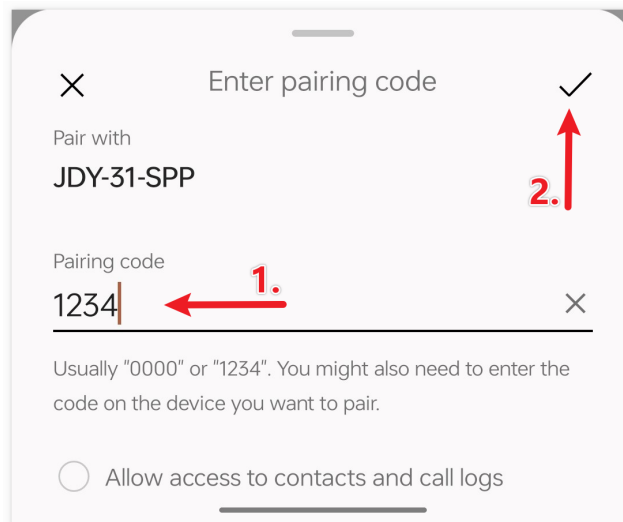 Enter pairing code
Pair with
JDY-31-SPP
2.
Pairing code
1.
1234
Usually "0000" or "1234". You might also need to enter the
code on the device you want to pair.
Allow access to contacts and call logs